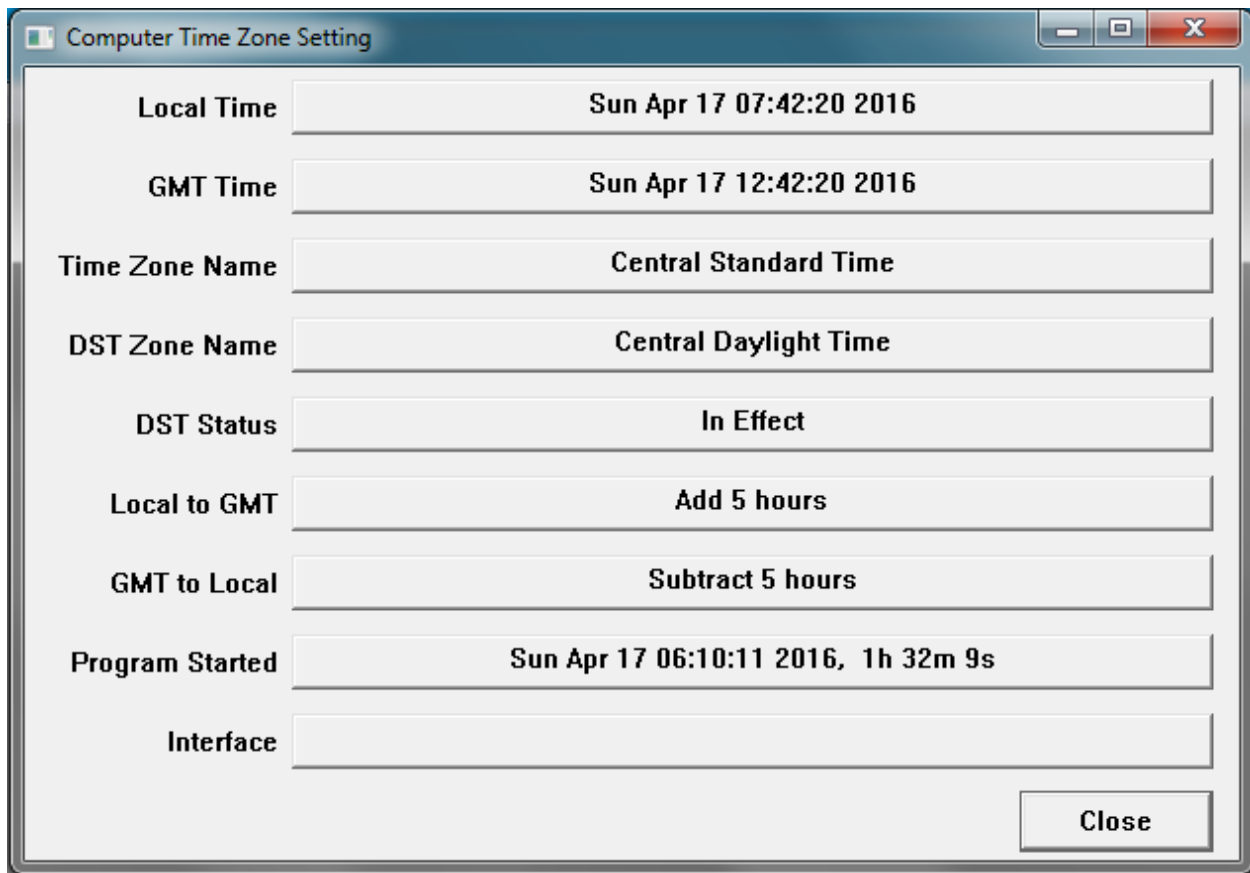 Computer Time Zone Setting
Local Time Sun Apr 17 07:42:20 2016
GMT Time Sun Apr 17 12:42:20 2016
Time Zone Name Central Standard Time
DST Zone Name Central Daylight Time
DST Status In Effect
Local to GMT Add 5 hours
GMT to Local Subtract 5 hours
Program Started Sun Apr 17 06:10:11 2016,  1h 32m 9s
Interface
Close